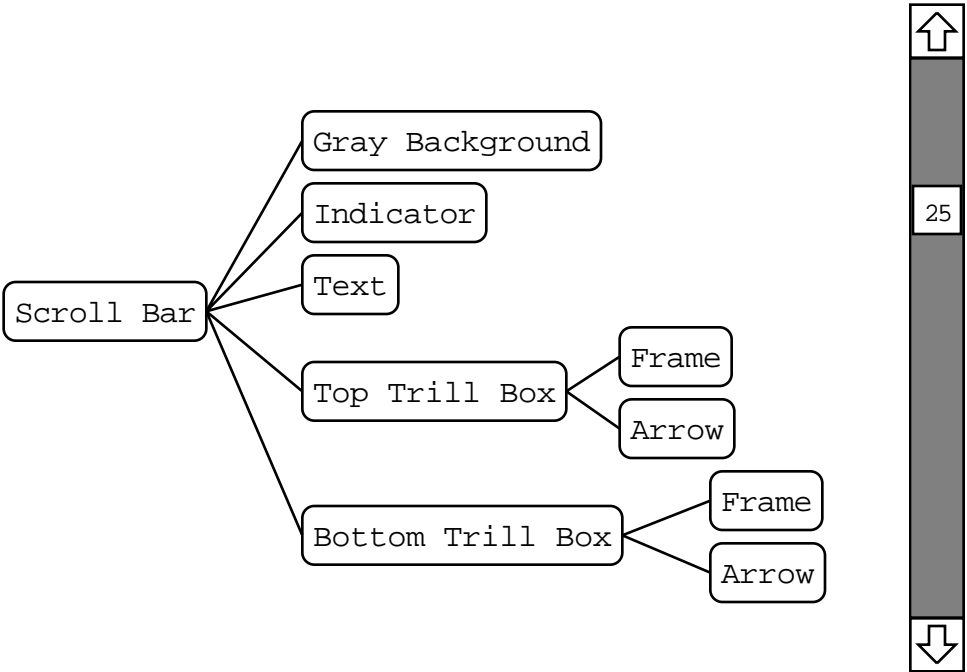 Gray Background
Indicator
Text
Scroll Bar
Top Trill Box
Frame
Arrow
Bottom Trill Box
Frame
Arrow
25